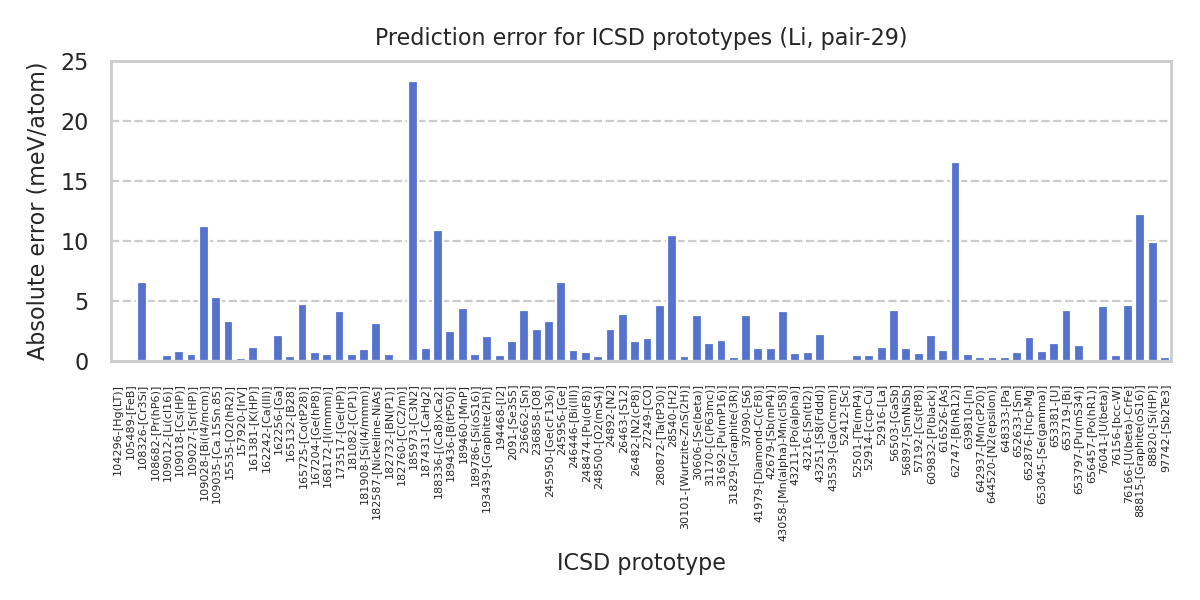 Prediction error for ICSD prototypes (Li, pair-29)
Absolute error (meV/atom)
25
20
15
10
5
0
104296-[Hg(LT)]
105489-[FeB]
108326-[Cr3Si]
108682-[Pr(hP6)]
109012-[Li(cI16)]
109018-[Cs(HP)]
109027-[Sr(HP)]
109028-[Bi(I4/mcm)]
109035-[Ca.15Sn.85]
15535-[O2(hR2)]
157920-[IrV]
161381-[K(HP)]
162242-[Ga(III)]
162256-[Ga]
165132-[B28]
165725-[Co(tP28)]
167204-[Ge(hP8)]
168172-[I(Immm)]
173517-[Ge(HP)]
181082-[C(P1)]
181908-[Si(I4/mmm)]
182587-[Nickeline-NiAs]
182732-[BN(P1)]
182760-[C(C2/m)]
185973-[C3N2]
187431-[CaHg2]
188336-[(Ca8)xCa2]
189436-[B(tP50)]
189460-[MnP]
189786-[Si(oS16)]
193439-[Graphite(2H)]
194468-[I2]
2091-[Se3S5]
236662-[Sn]
236858-[O8]
245950-[Ge(cF136)]
245956-[Ge]
246446-[Bi(III)]
248474-[Pu(oF8)]
248500-[O2(mS4)]
24892-[N2]
26463-[S12]
26482-[N2(cP8)]
27249-[CO]
280872-[Ta(tP30)]
28540-[H2]
30101-[Wurtzite-ZnS(2H)]
30606-[Se(beta)]
31170-[C(P63mc)]
31692-[Pu(mP16)]
31829-[Graphite(3R)]
37090-[S6]
41979-[Diamond-C(cF8)]
42679-[Sb(mP4)]
43058-[Mn(alpha)-Mn(cI58)]
43211-[Po(alpha)]
43216-[Sn(tI2)]
43251-[S8(Fddd)]
43539-[Ga(Cmcm)]
52412-[Sc]
52501-[Te(mP4)]
52914-[ccp-Cu]
52916-[La]
56503-[GaSb]
56897-[SmNiSb]
57192-[Cs(tP8)]
609832-[P(black)]
616526-[As]
62747-[B(hR12)]
639810-[In]
642937-[Mn(cP20)]
644520-[N2(epsilon)]
648333-[Pa]
652633-[Sm]
652876-[hcp-Mg]
653045-[Se(gamma)]
653381-[U]
653719-[Bi]
653797-[Pu(mS34)]
656457-[Po(hR1)]
76041-[U(beta)]
76156-[bcc-W]
76166-[U(beta)-CrFe]
88815-[Graphite(oS16)]
88820-[Si(HP)]
97742-[Sb2Te3]
ICSD prototype